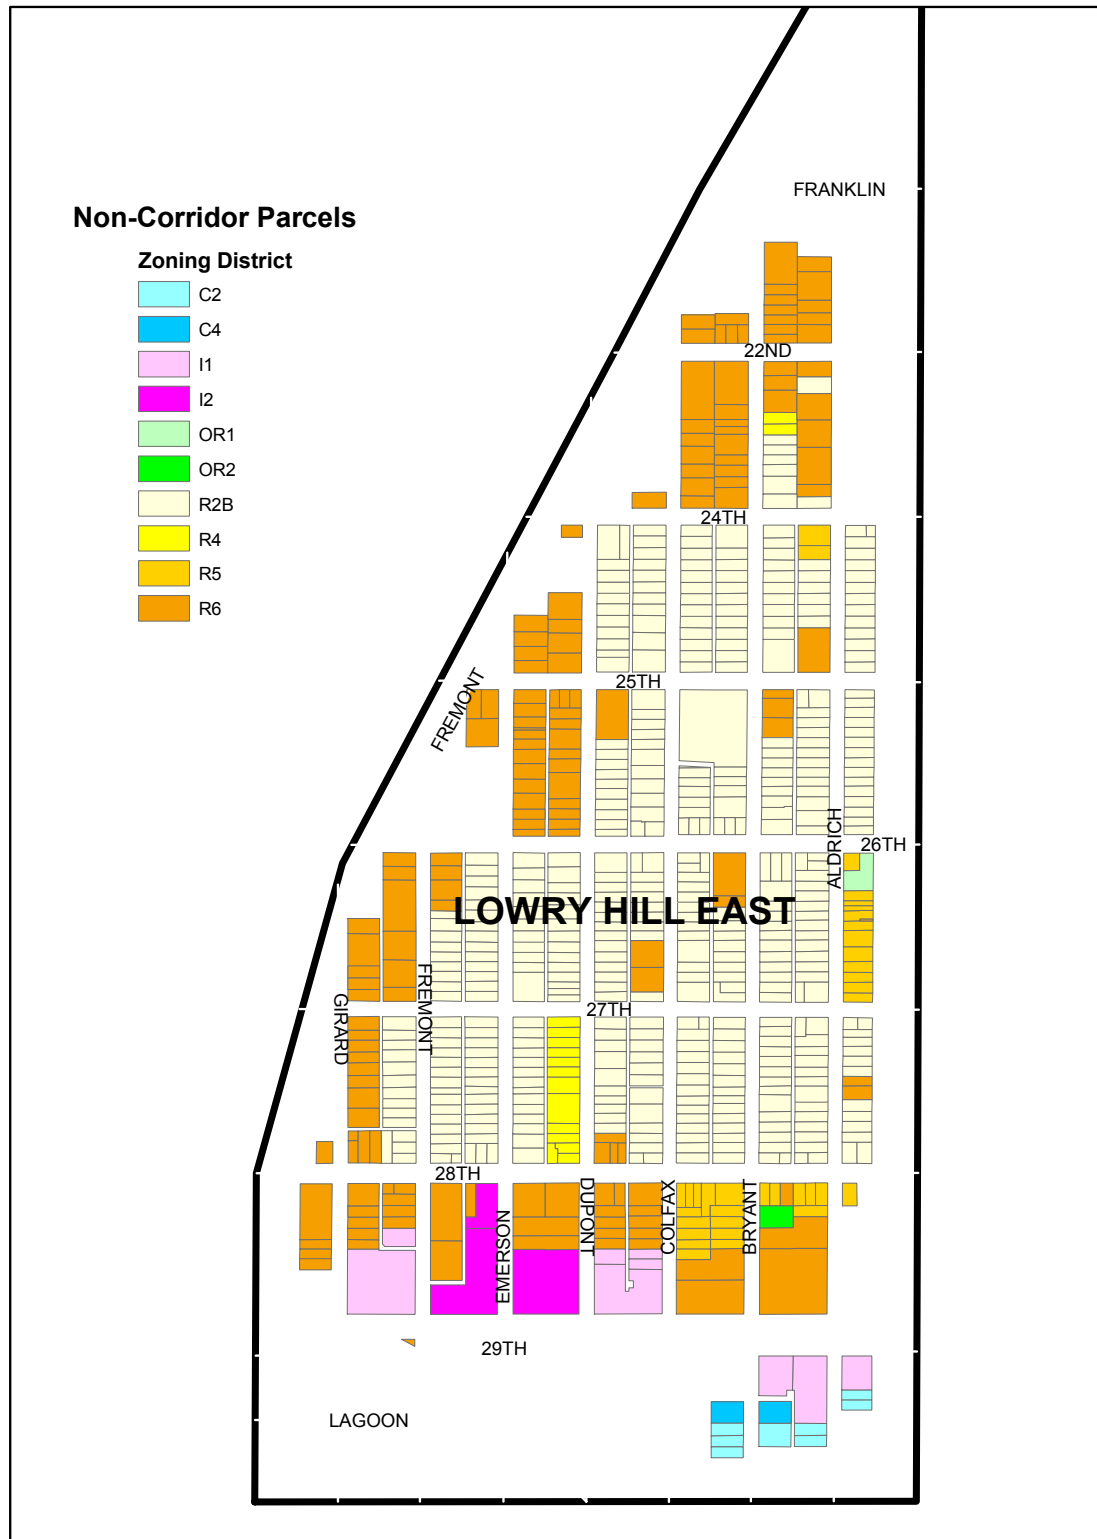 FRANKLIN
Non-Corridor Parcels
Zoning District
C2
C4
I1
I2
OR1
OR2
R2B
R4
R5
R6
22ND
24TH
25TH
FREMONT
ALDRICH
26TH
LOWRY HILL EAST
GIRARD
FREMONT
27TH
28TH
EMERSON
DUPONT
COLFAX
BRYANT
29TH
LAGOON